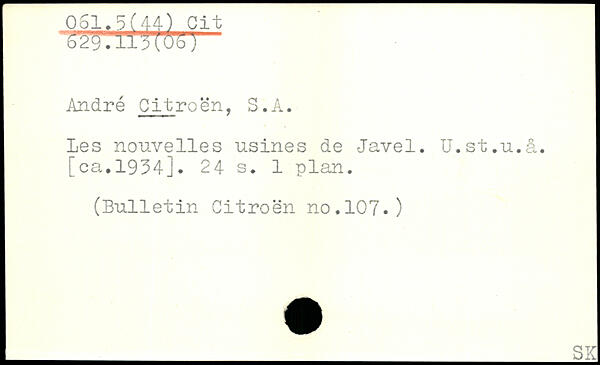 061.5(44) Cit
629.113(06)
André Citroën, S.A.
Les nouvelles usines de Javel. U.st.u.å.
[ca.1934]. 24 s. 1 plan.
(Bulletin Citroën no.107.)
SK